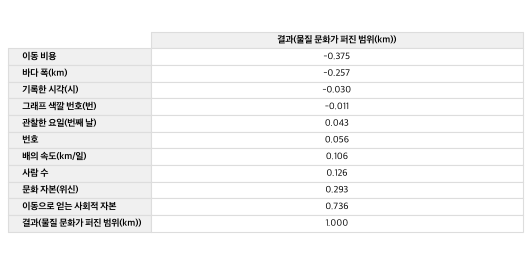 결과(물질 문화가 퍼진 범위(km))
이동 비용 -0.375
바다 폭(km) -0.257
기록한 시각(시) -0.030
그래프 색깔 번호(번) -0.011
관찰한 요일(번째 날) 0.043
번호 0.056
배의 속도(km/일) 0.106
사람 수 0.126
문화 자본(위신) 0.293
이동으로 얻는 사회적 자본 0.736
결과(물질 문화가 퍼진 범위(km)) 1.000